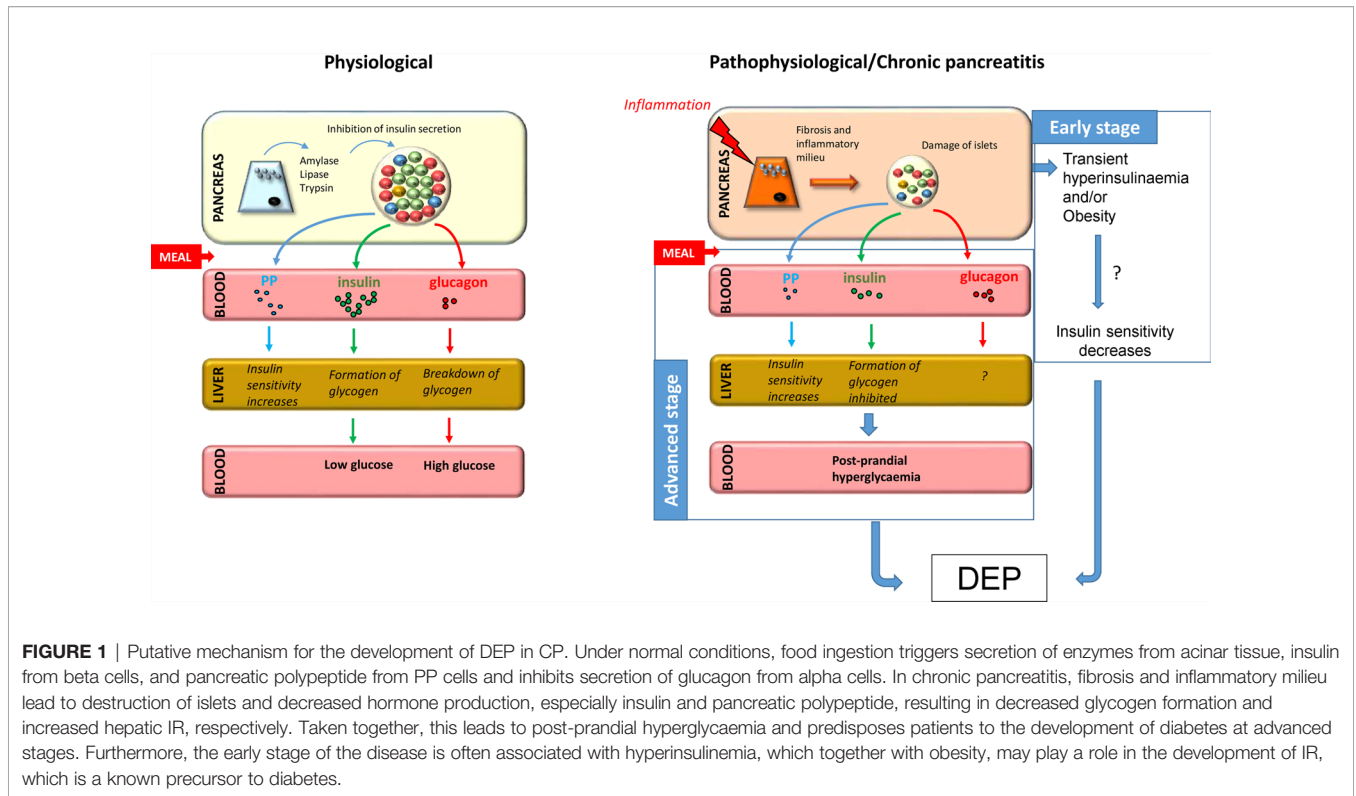 Physiological
PANCREAS
Inhibition of insulin secretion
Amylase
Lipase
Trypsin
MEAL
BLOOD
PP
insulin
glucagon
LIVER
Insulin
sensitivity
increases
Formation of
glycogen
Breakdown of
glycogen
BLOOD
Low glucose
High glucose
Pathophysiological/Chronic pancreatitis
Inflammation
PANCREAS
Fibrosis and
inflammatory
milieu
Damage of islets
Early stage
Transient
hyperinsulinaemia
and/or
Obesity
?
Insulin sensitivity
decreases
MEAL
BLOOD
PP
insulin
glucagon
Advanced stage
LIVER
Insulin
sensitivity
increases
Formation of
glycogen
inhibited
?
BLOOD
Post-prandial
hyperglycaemia
DEP
FIGURE 1 | Putative mechanism for the development of DEP in CP. Under normal conditions, food ingestion triggers secretion of enzymes from acinar tissue, insulin
from beta cells, and pancreatic polypeptide from PP cells and inhibits secretion of glucagon from alpha cells. In chronic pancreatitis, fibrosis and inflammatory milieu
lead to destruction of islets and decreased hormone production, especially insulin and pancreatic polypeptide, resulting in decreased glycogen formation and
increased hepatic IR, respectively. Taken together, this leads to post-prandial hyperglycaemia and predisposes patients to the development of diabetes at advanced
stages. Furthermore, the early stage of the disease is often associated with hyperinsulinemia, which together with obesity, may play a role in the development of IR,
which is a known precursor to diabetes.